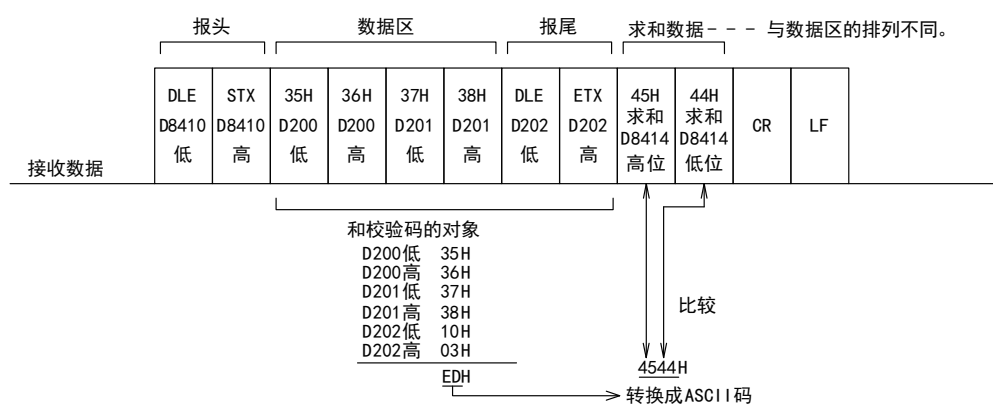 报头 数据区 报尾 求和数据--- 与数据区的排列不同。
DLE STX 35H 36H 37H 38H DLE ETX 45H 44H CR LF
D8410 D8410 D200 D200 D201 D201 D202 D202 求和 求和
D8414 D8414
低 高 低 高 低 高 低 高 高位 低位
接收数据
和校验码的对象
D200低 35H
D200高 36H
D201低 37H
D201高 38H
D202低 10H
D202高 03H
EDH
比较
4544H
转换成ASCII码